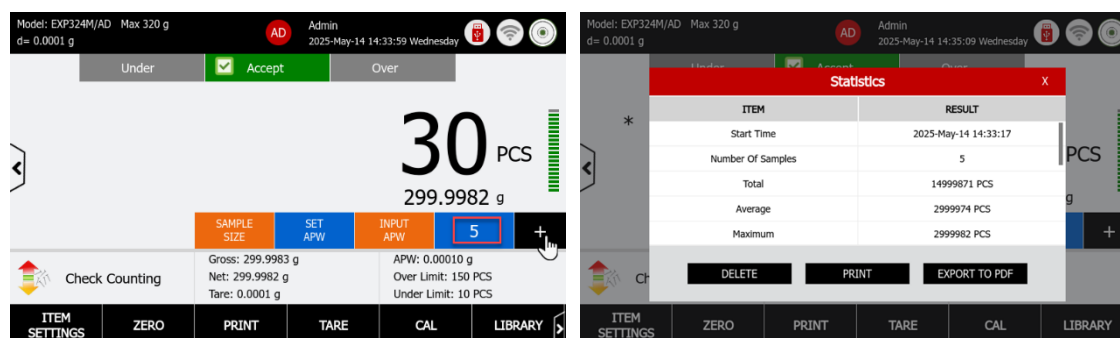 Model: EXP324M/AD Max 320 g
d= 0.0001 g
AD
Admin
2025-May-14 14:33:59 Wednesday
Under
Accept
Over
30 PCS
299.9982 g
SAMPLE SIZE
SET APW
INPUT APW
5
+
Check Counting
Gross: 299.9983 g
Net: 299.9982 g
Tare: 0.0001 g
APW: 0.00010 g
Over Limit: 150 PCS
Under Limit: 10 PCS
ITEM SETTINGS
ZERO
PRINT
TARE
CAL
LIBRARY
Model: EXP324M/AD Max 320 g
d= 0.0001 g
AD
Admin
2025-May-14 14:35:09 Wednesday
Under
Accept
Over
Statistics
X
ITEM RESULT
Start Time 2025-May-14 14:33:17
Number Of Samples 5
Total 14999871 PCS
Average 2999974 PCS
Maximum 2999982 PCS
DELETE
PRINT
EXPORT TO PDF
*
PCS
g
+
Ch
ITEM SETTINGS
ZERO
PRINT
TARE
CAL
LIBRARY